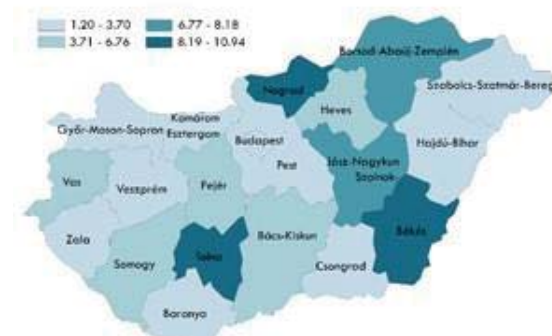 1.20 - 3.70
6.77 - 8.18
3.71 - 6.76
8.19 - 10.94
Borsod-Abaúj-Zemplén
Nograd
Szabolcs-Szatmár-Bereg
Heves
Komárom
Győr-Moson-Sopron
Esztergom
Budapest
Hajdú-Bihar
Pest
Jász-Nagykun
Szolnok
Vas
Veszprém
Fejér
Zala
Bács-Kiskun
Békés
Somogy
Tolna
Csongrad
Baranya